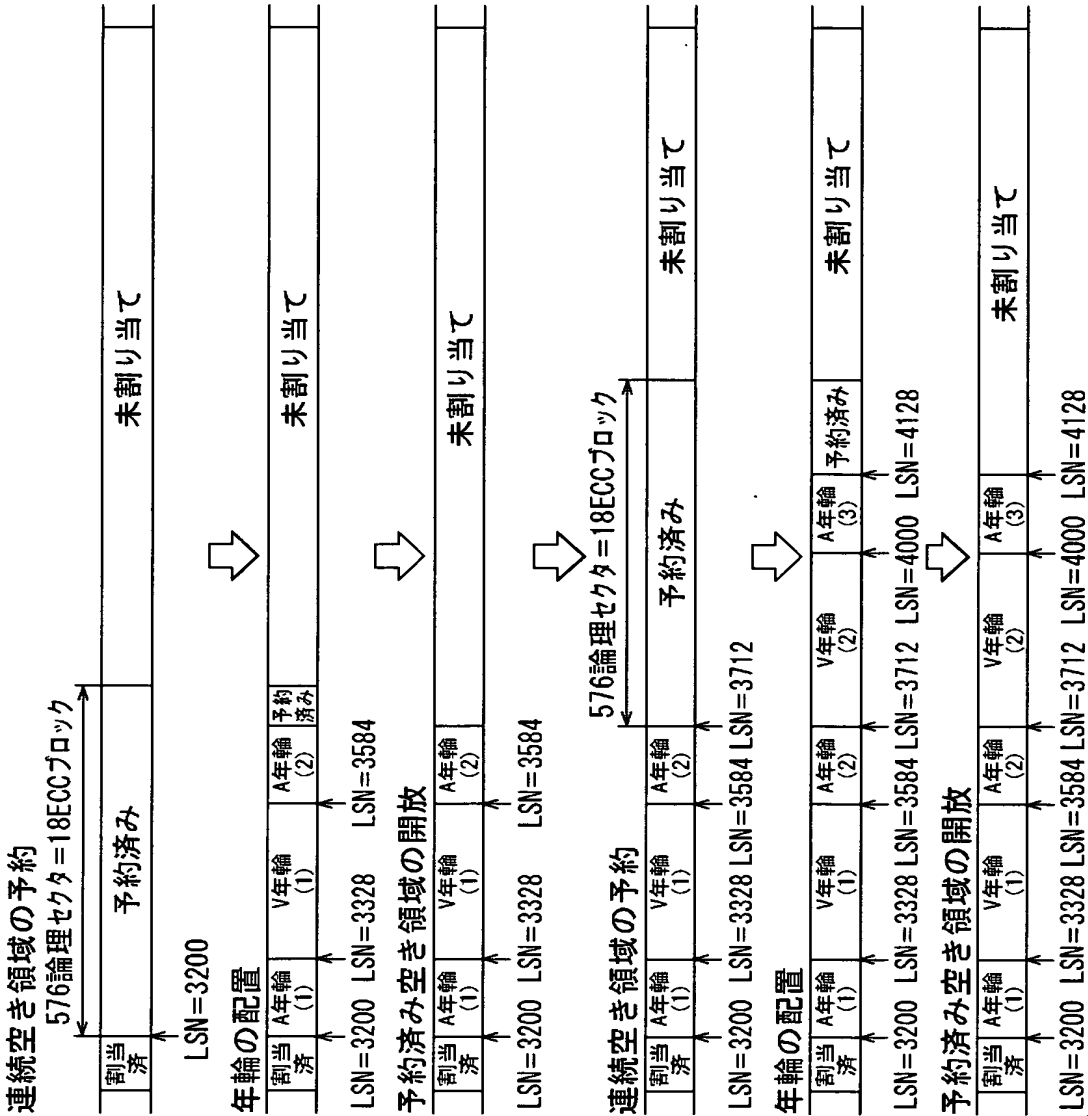 連続空き領域の予約
576論理セクタ=18ECCブロック
割当済 予約済み 未割り当て
LSN=3200
年輪の配置
割当済 A年輪(1) V年輪(1) A年輪(2) 予約済み 未割り当て
LSN=3200 LSN=3328 LSN=3584
予約済み空き領域の開放
割当済 A年輪(1) V年輪(1) A年輪(2) 未割り当て
LSN=3200 LSN=3328 LSN=3584
連続空き領域の予約
576論理セクタ=18ECCブロック
割当済 A年輪(1) V年輪(1) A年輪(2) 予約済み 未割り当て
LSN=3200 LSN=3328 LSN=3584 LSN=3712
年輪の配置
割当済 A年輪(1) V年輪(1) A年輪(2) V年輪(2) A年輪(3) 予約済み 未割り当て
LSN=3200 LSN=3328 LSN=3584 LSN=3712 LSN=4000 LSN=4128
予約済み空き領域の開放
割当済 A年輪(1) V年輪(1) A年輪(2) V年輪(2) A年輪(3) 未割り当て
LSN=3200 LSN=3328 LSN=3584 LSN=3712 LSN=4000 LSN=4128